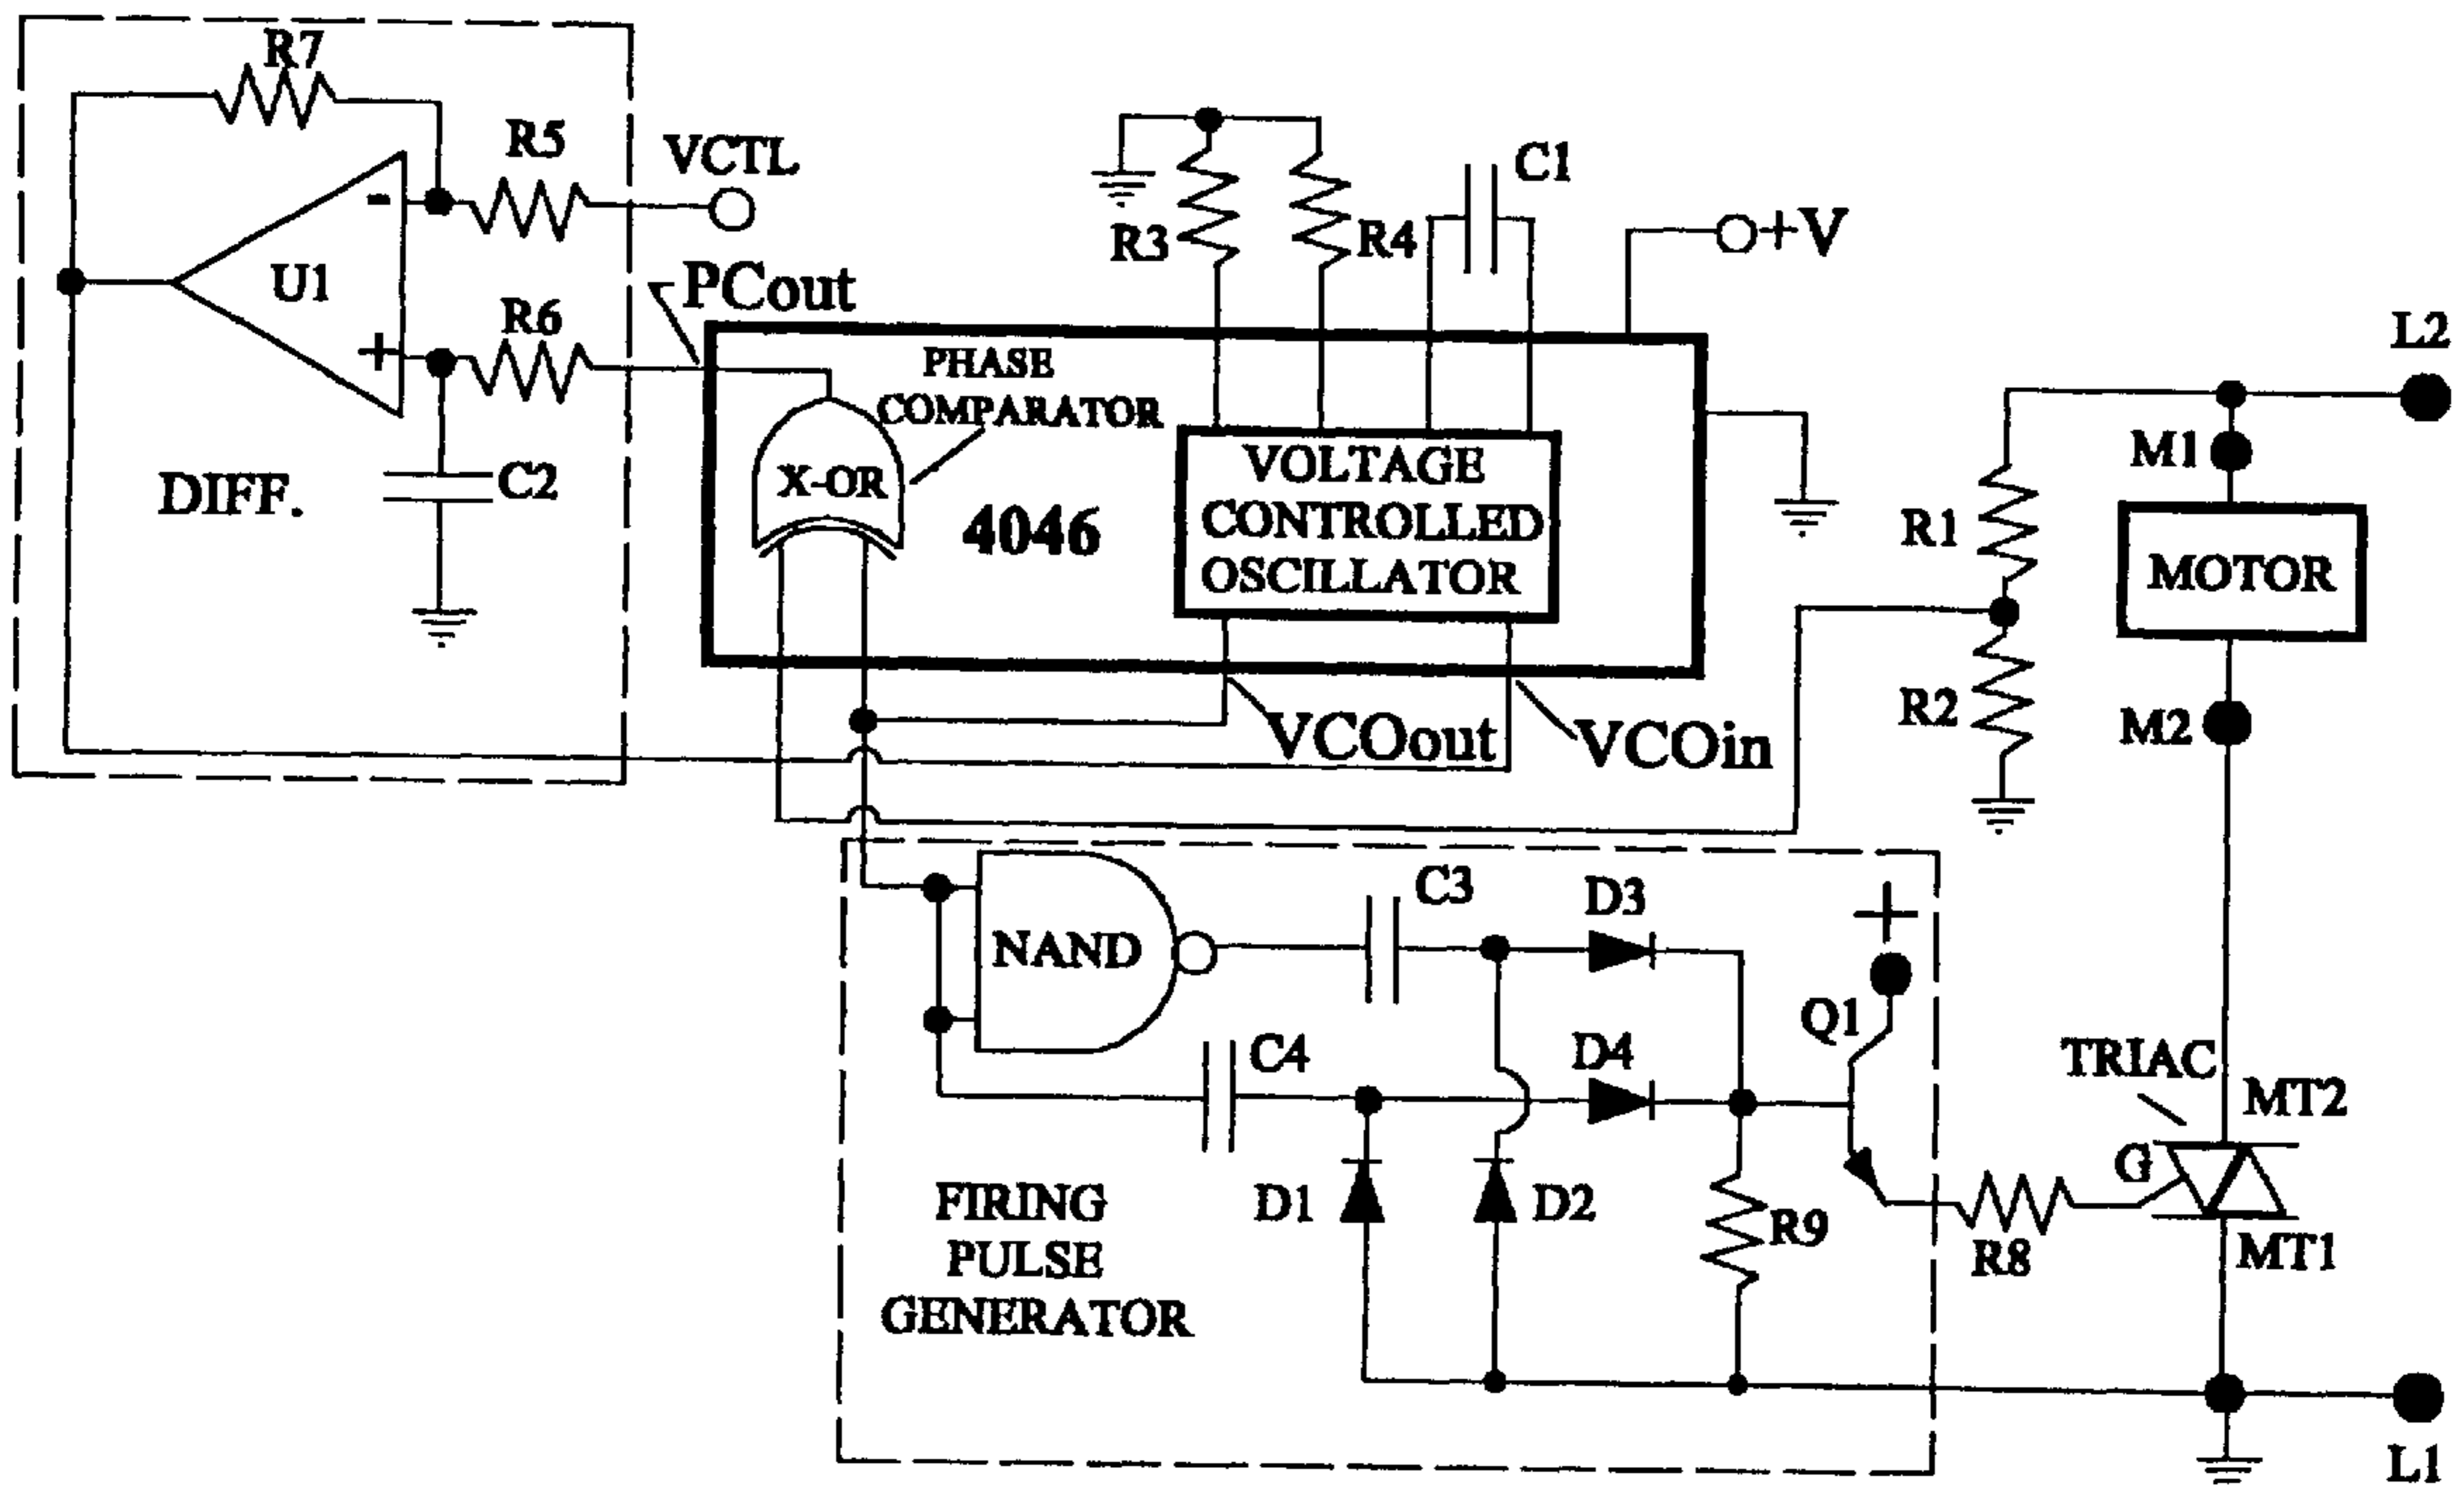 R7
R5
VCTL
-
U1
PCout
R6
+
C2
DIFF.
R3
R4
C1
+V
PHASE
COMPARATOR
X-OR
4046
VOLTAGE
CONTROLLED
OSCILLATOR
VCOout
VCOin
L2
M1
R1
MOTOR
R2
M2
NAND
C3
D3
+
Q1
C4
D4
TRIAC
MT2
G
D1
D2
R9
R8
MT1
FIRING
PULSE
GENERATOR
L1